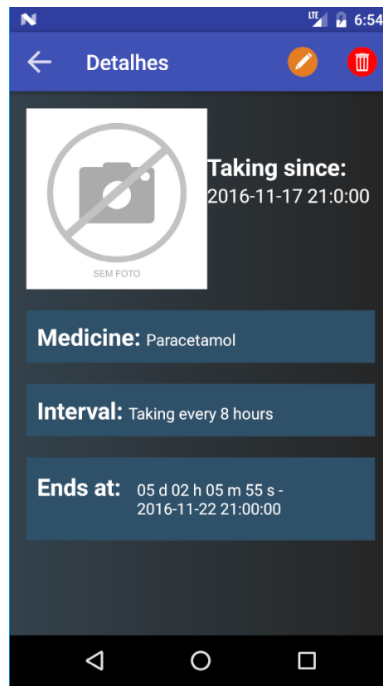 LTE 6:54
Detalhes
SEM FOTO
Taking since:
2016-11-17 21:0:00
Medicine: Paracetamol
Interval: Taking every 8 hours
Ends at: 05 d 02 h 05 m 55 s -
2016-11-22 21:00:00